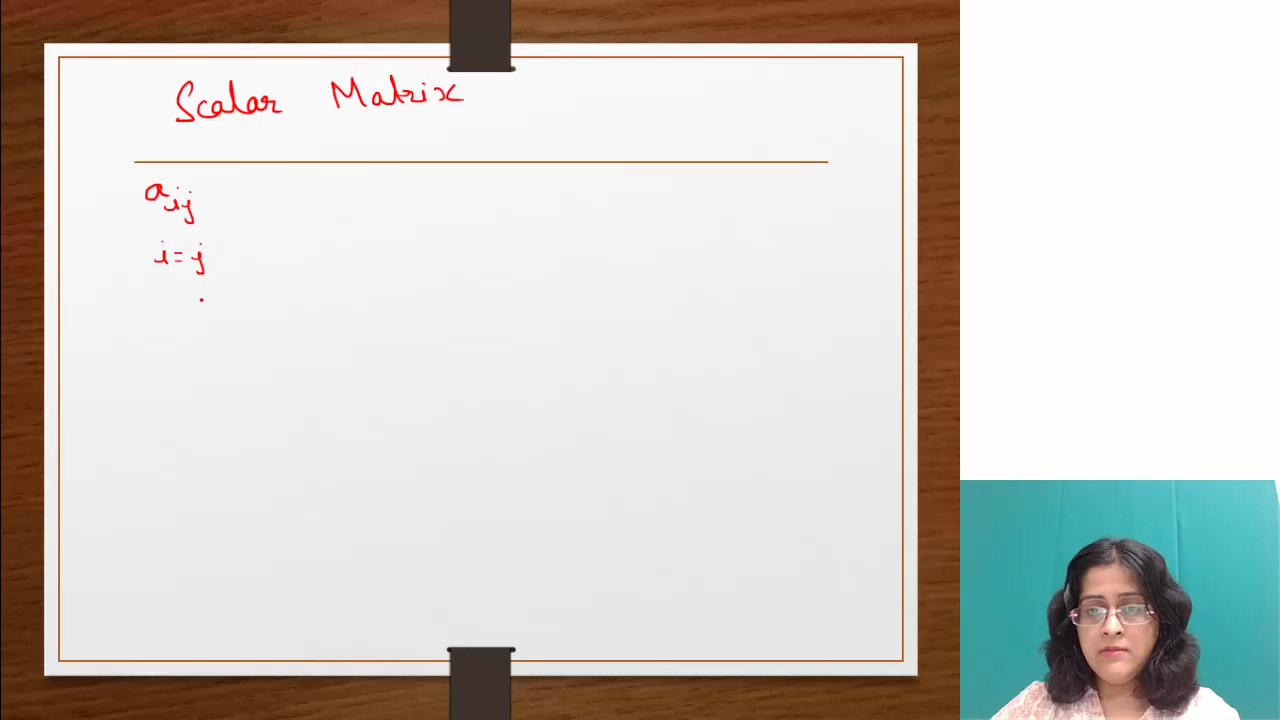 Scalar Matrix
aij
i = j